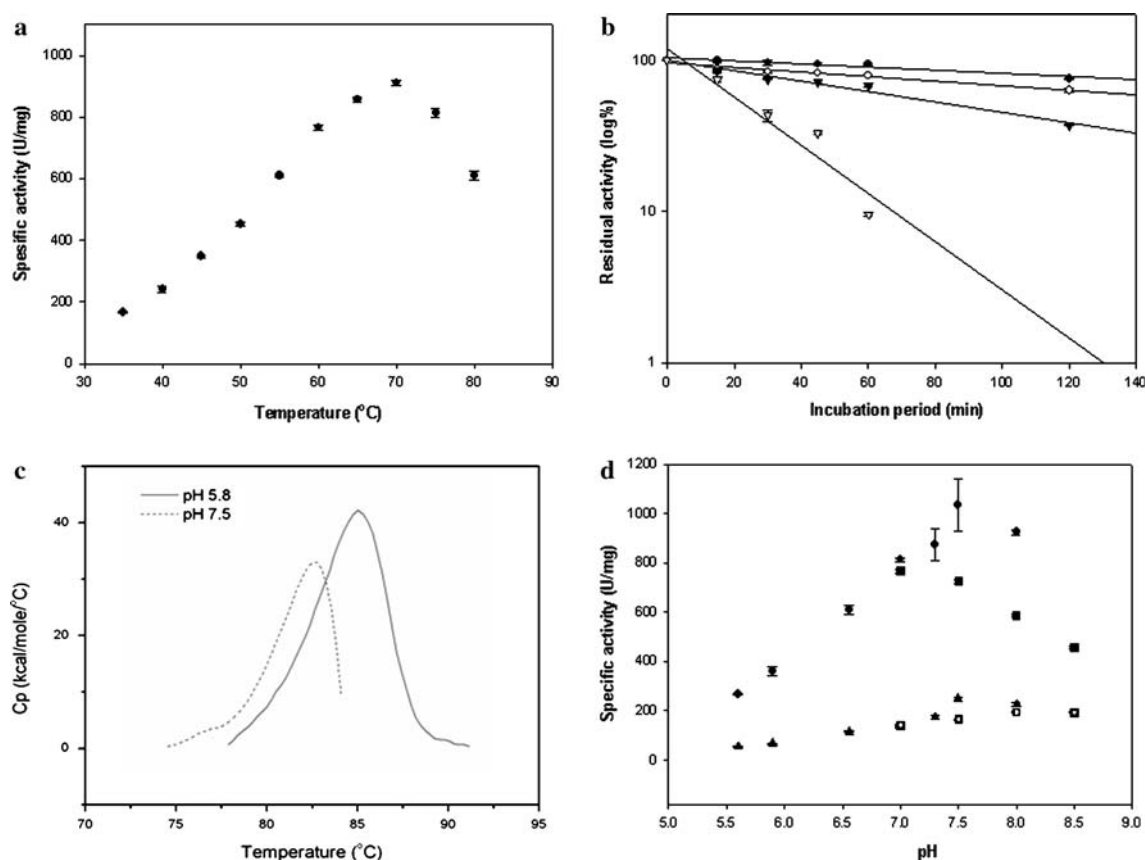 a
Spesific activity (U/mg)
1000
800
600
400
200
0
30 40 50 60 70 80 90
Temperature (°C)
b
Residual activity (log%)
100
10
1
0 20 40 60 80 100 120 140
Incubation period (min)
c
pH 5.8
pH 7.5
Cp (kcal/mole/°C)
40
20
0
70 75 80 85 90 95
Temperature (°C)
d
Specific activity (U/mg)
1200
1000
800
600
400
200
0
5.0 5.5 6.0 6.5 7.0 7.5 8.0 8.5 9.0
pH